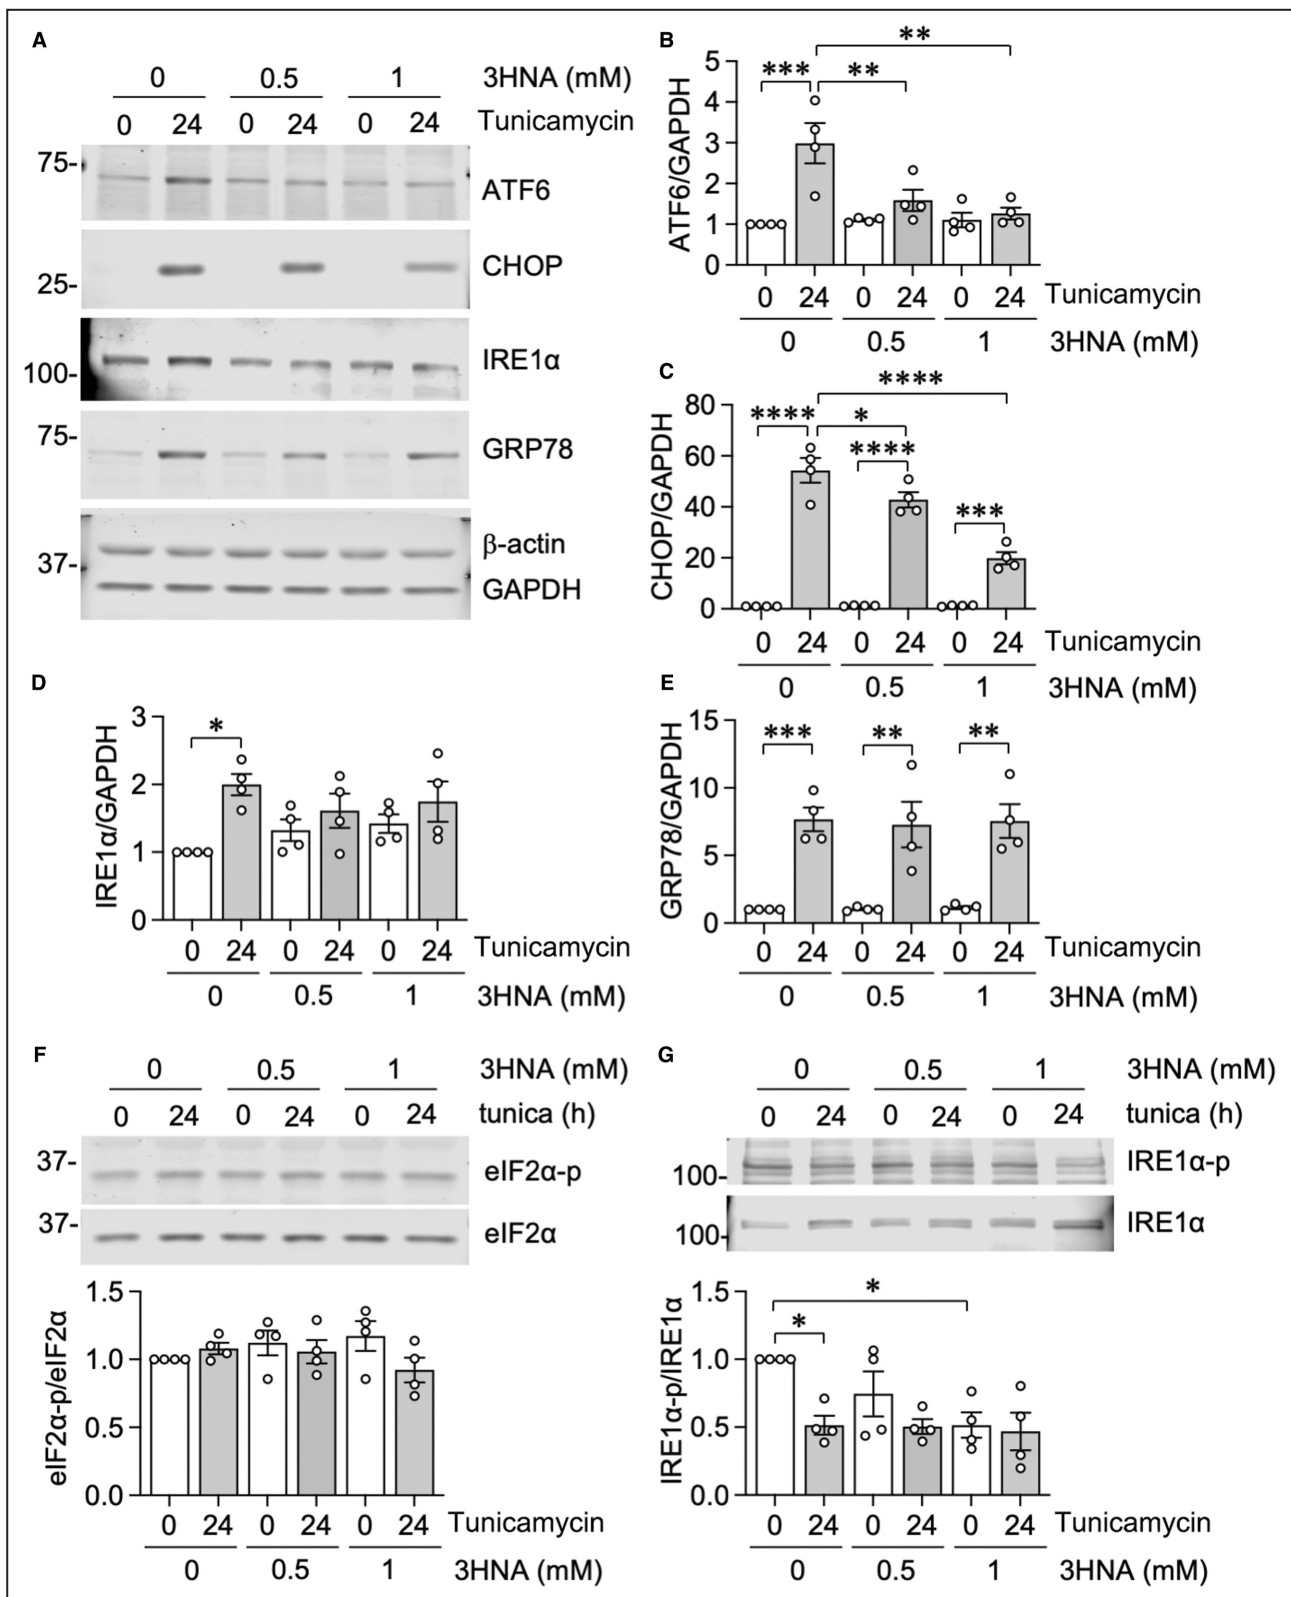 A
0 0.5 1 3HNA (mM)
0 24 0 24 0 24 Tunicamycin
75-
ATF6
CHOP
25-
IRE1α
100-
75-
GRP78
β-actin
37-
GAPDH
B
**
*** **
5
4
3
2
1
0
ATF6/GAPDH
0 24 0 24 0 24 Tunicamycin
0 0.5 1 3HNA (mM)
C
****
**** *
****
***
80
60
40
20
0
CHOP/GAPDH
0 24 0 24 0 24 Tunicamycin
0 0.5 1 3HNA (mM)
D
*
3
2
1
0
IRE1α/GAPDH
0 24 0 24 0 24 Tunicamycin
0 0.5 1 3HNA (mM)
E
*** ** **
15
10
5
0
GRP78/GAPDH
0 24 0 24 0 24 Tunicamycin
0 0.5 1 3HNA (mM)
F
0 0.5 1 3HNA (mM)
0 24 0 24 0 24 tunica (h)
37-
eIF2α-p
37-
eIF2α
1.5
1.0
0.5
0.0
eIF2α-p/eIF2α
0 24 0 24 0 24 Tunicamycin
0 0.5 1 3HNA (mM)
G
0 0.5 1 3HNA (mM)
0 24 0 24 0 24 tunica (h)
IRE1α-p
100-
IRE1α
100-
*
*
1.5
1.0
0.5
0.0
IRE1α-p/IRE1α
0 24 0 24 0 24 Tunicamycin
0 0.5 1 3HNA (mM)